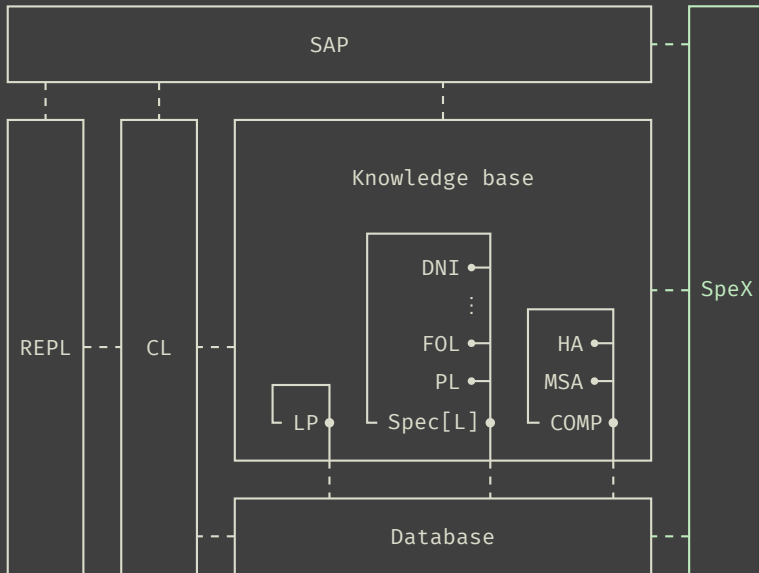 SAP
Knowledge base
DNI
⋮
SpeX
REPL
CL
FOL
HA
PL
MSA
LP
Spec[L]
COMP
Database